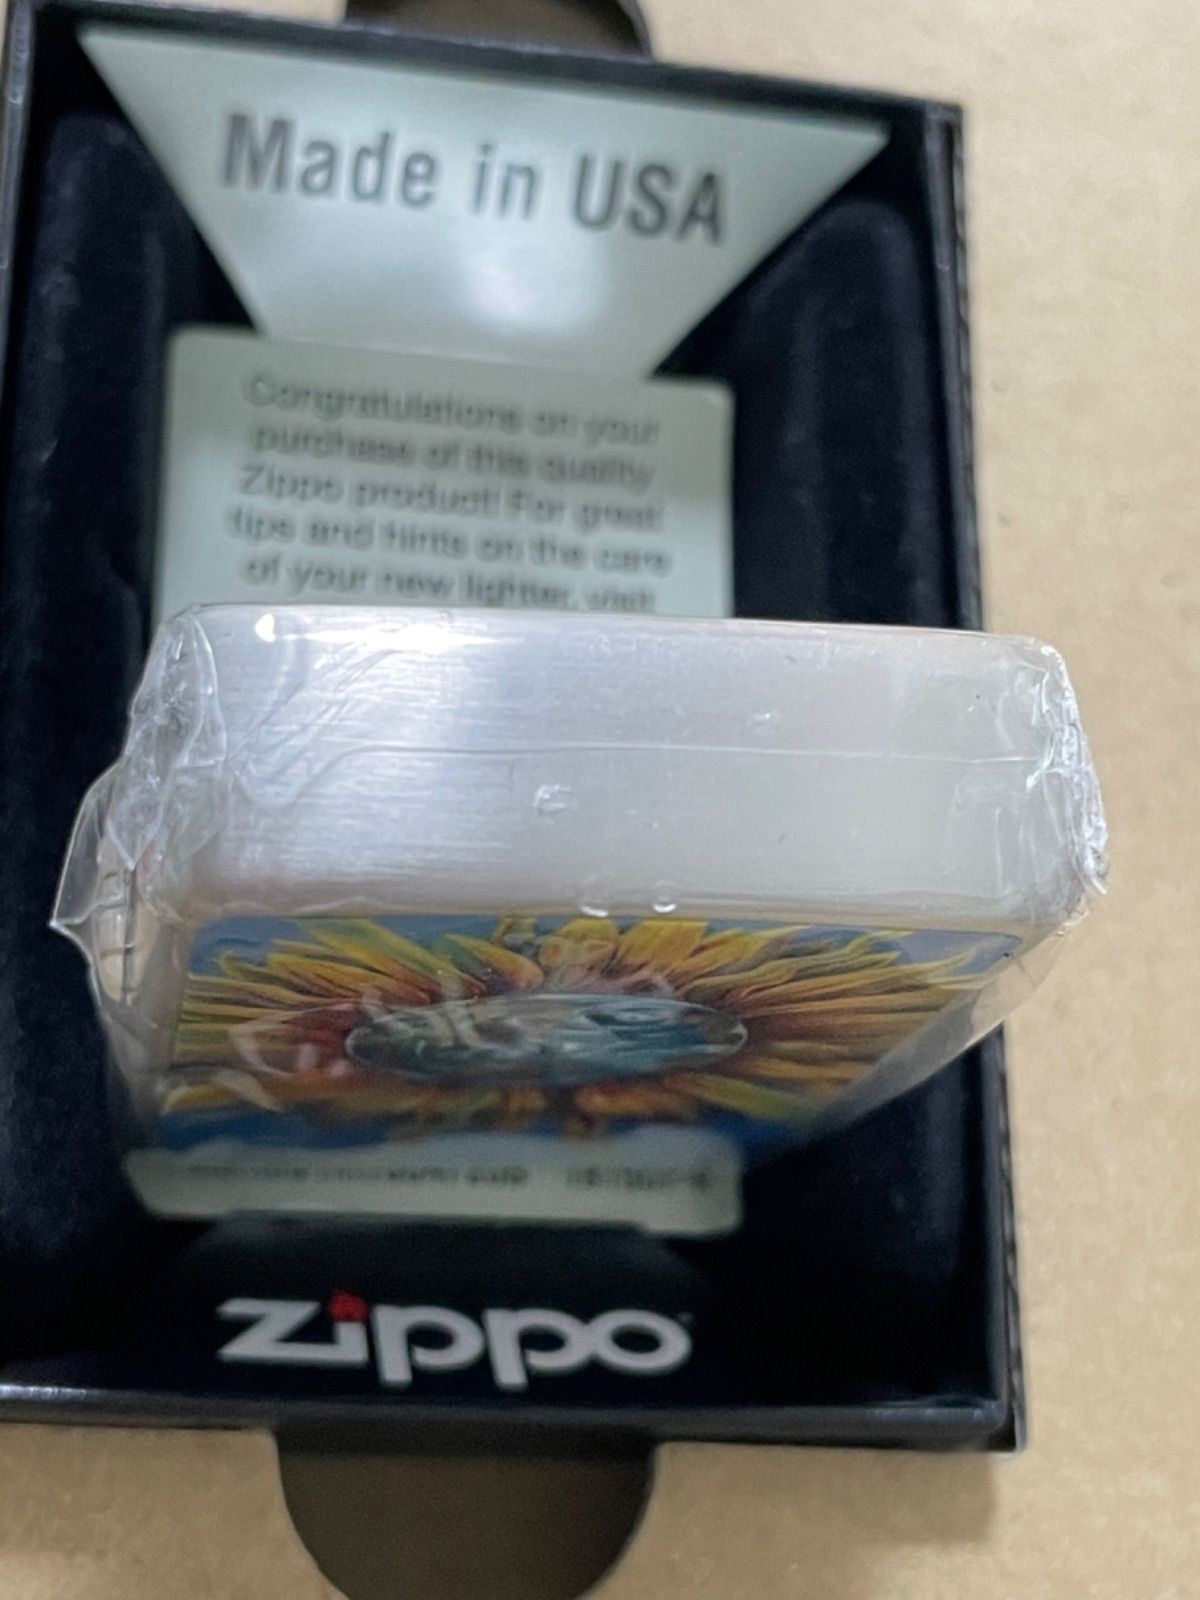 Made in USA
Congratulations on your
purchase of this quality
Zippo product! For great
tips and hints on the care
of your new lighter, visit
zippo